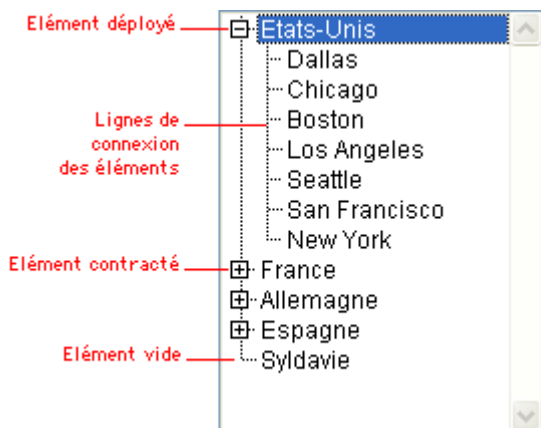 Elément déployé
Etats-Unis
Dallas
Chicago
Lignes de
connexion
des éléments
Boston
Los Angeles
Seattle
San Francisco
New York
Elément contracté
France
Allemagne
Espagne
Elément vide
Syldavie